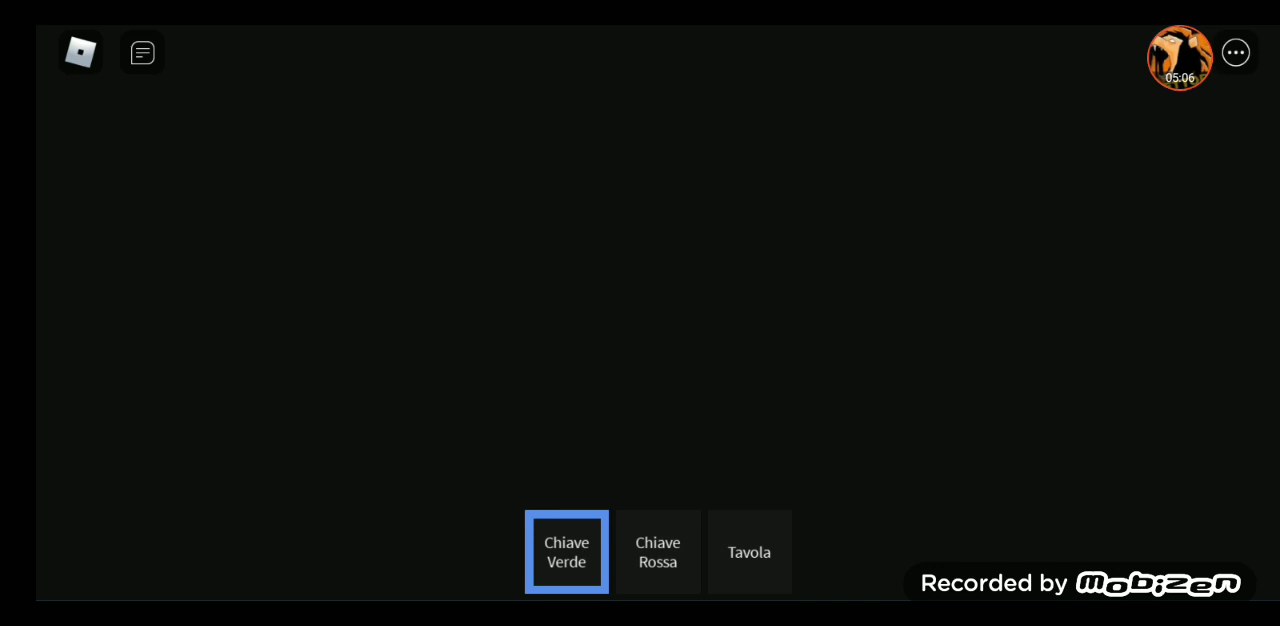 05:06
Chiave
Verde
Chiave
Rossa
Tavola
Recorded by mobizen